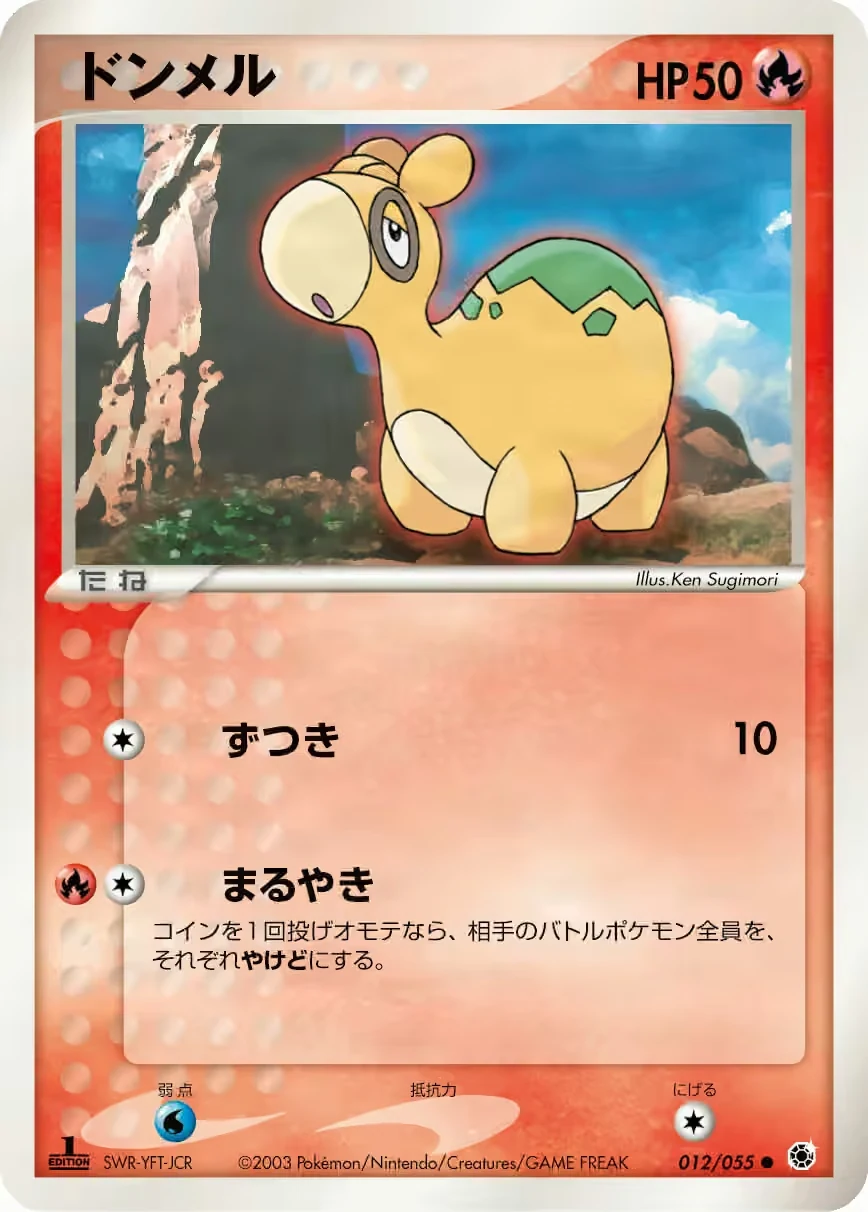 ドンメル
HP50
たね
Illus.Ken Sugimori
ずつき 10
まるやき
コインを1回投げオモテなら、相手のバトルポケモン全員を、
それぞれやけどにする。
弱点 抵抗力 にげる
1 EDITION
SWR-YFT-JCR ©2003 Pokémon/Nintendo/Creatures/GAME FREAK 012/055